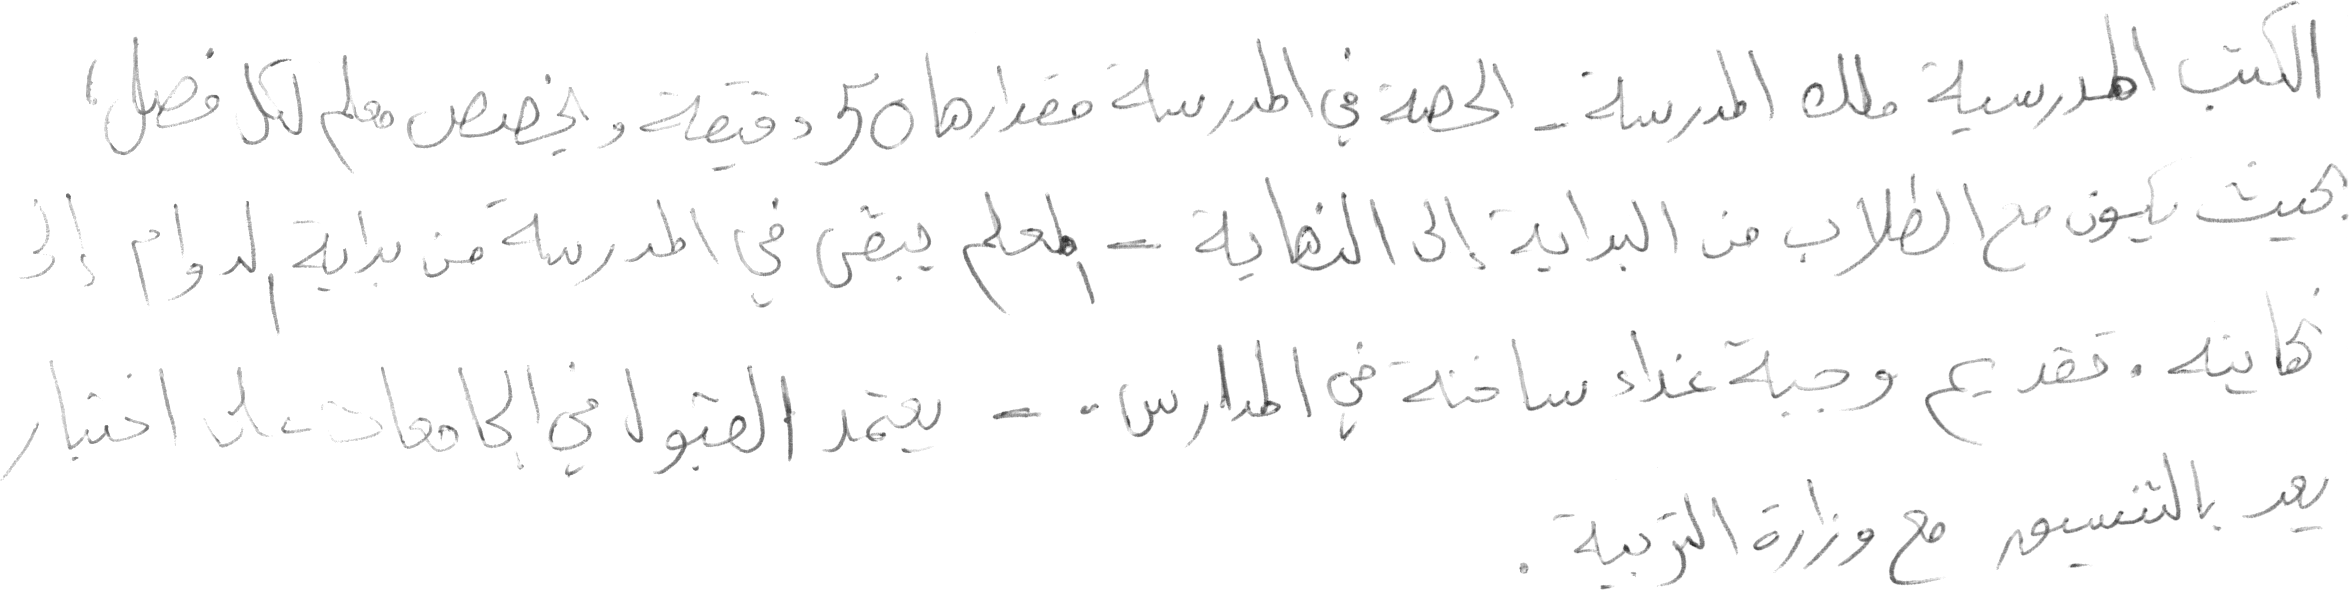 الكتب المدرسية ملك المدرسة - الحصة في المدرسة مقدارها 50 دقيقة ويخصص معلم لكل فصل؛
بحيث يكون مع الطلاب من البداية إلى النهاية - المعلم يبقى في المدرسة من بداية الدوام إلى
نهايته . تقديم وجبة غداء ساخنة في المدارس .. - يعتمد القبول في الجامعات على اختبار
يعد بالتنسيق مع وزارة التربية .